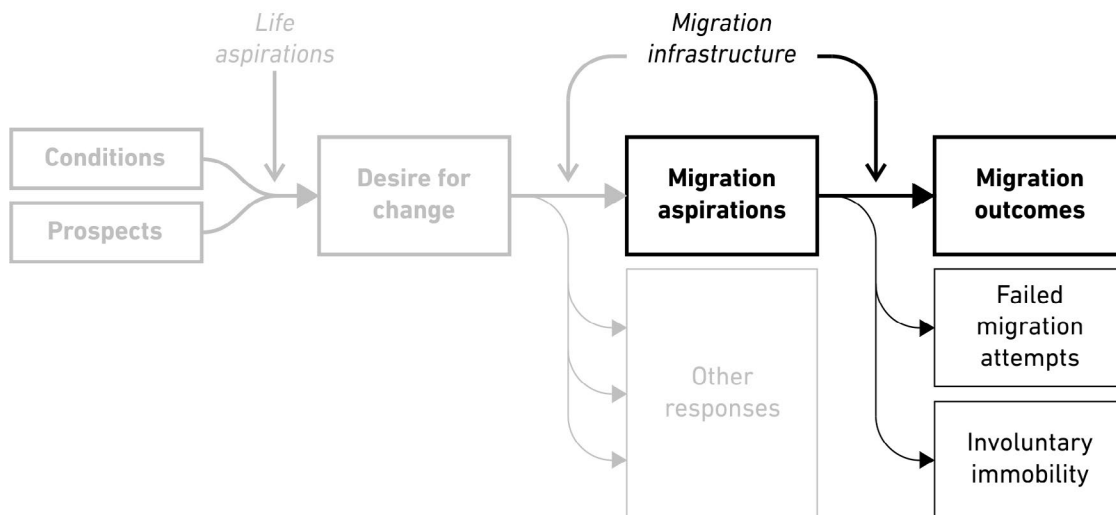 Life
aspirations
Migration
infrastructure
Conditions
Prospects
Desire for
change
Migration
aspirations
Migration
outcomes
Other
responses
Failed
migration
attempts
Involuntary
immobility